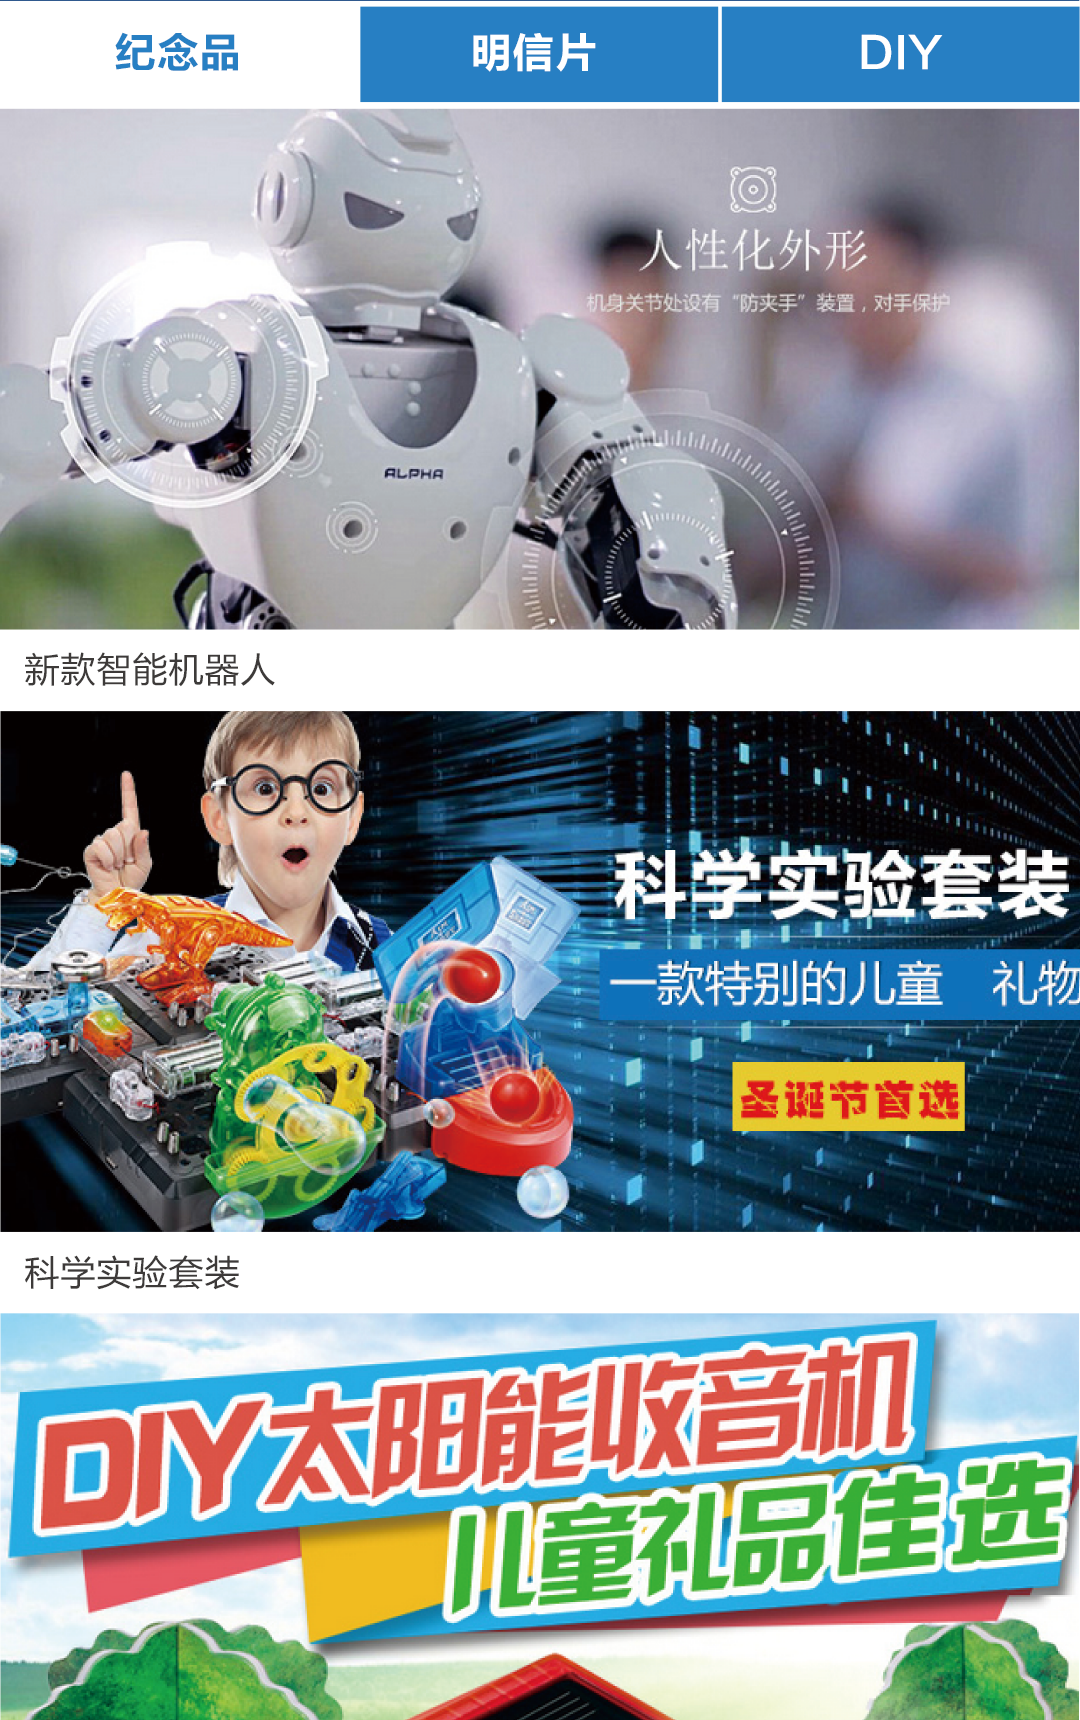 纪念品
明信片
DIY
人性化外形
机身关节处设有“防夹手”装置，对手保护
ALPHA
新款智能机器人
科学实验套装
一款特别的儿童 礼物
圣诞节首选
科学实验套装
DIY太阳能收音机
儿童礼品佳选